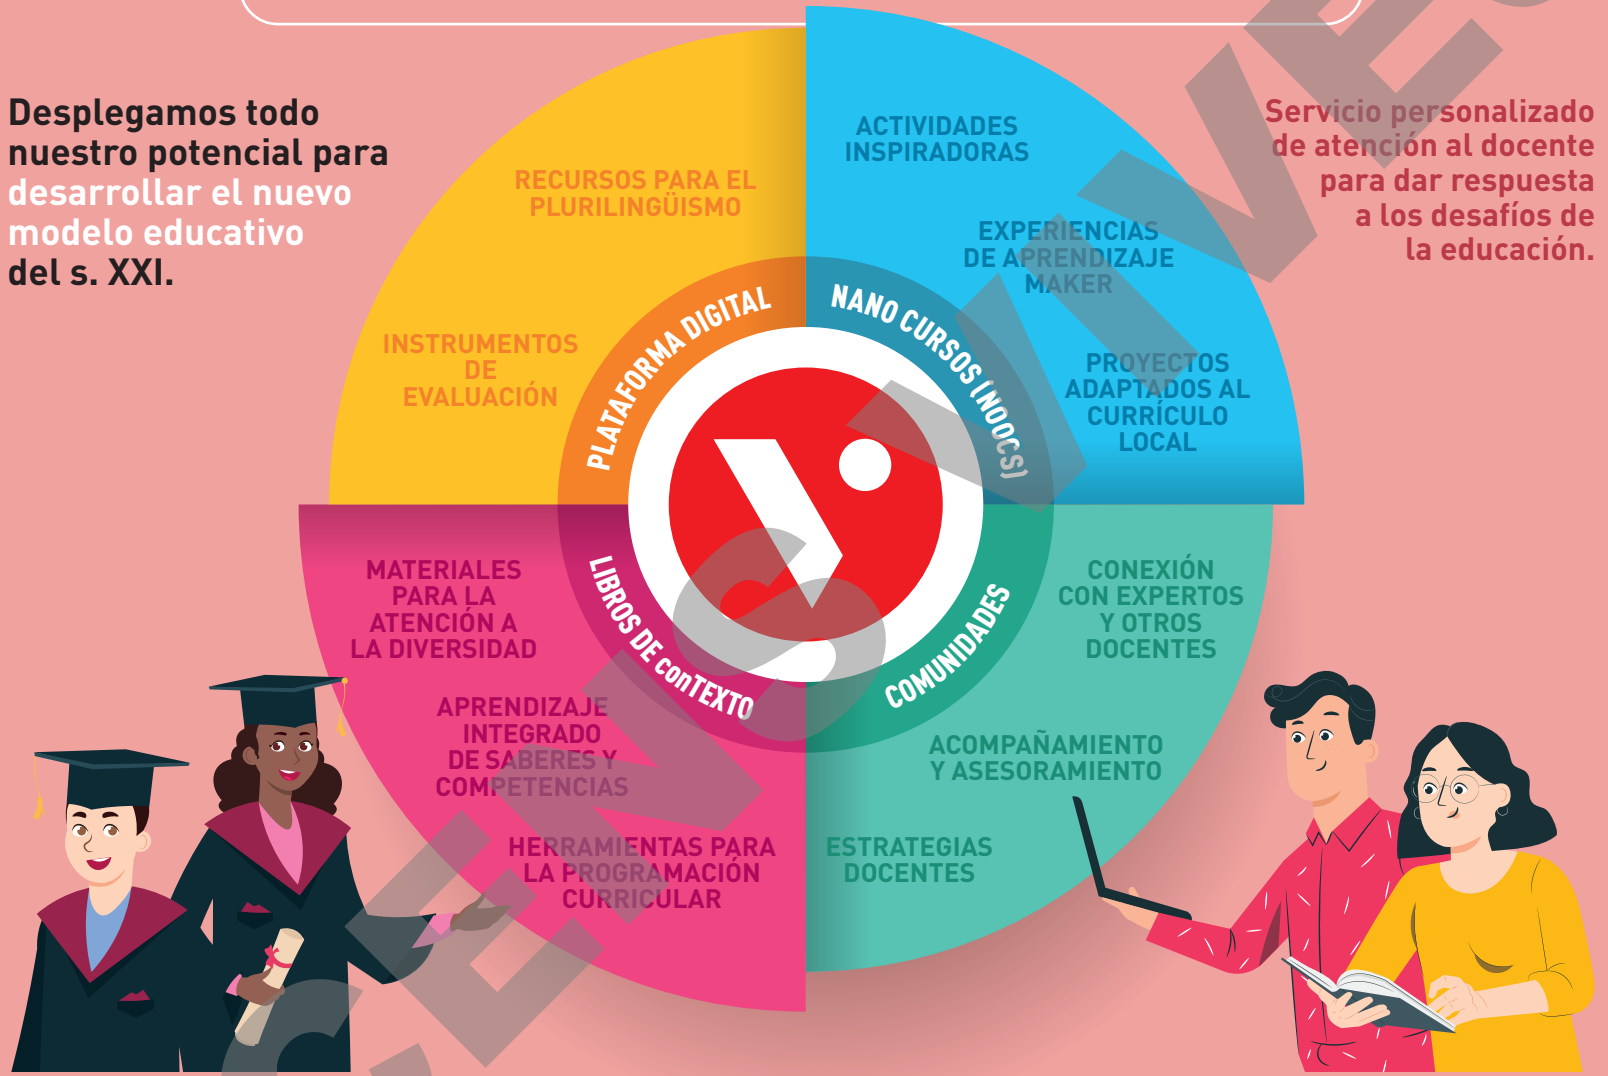 Desplegamos todo
nuestro potencial para
desarrollar el nuevo
modelo educativo
del s. XXI.
RECURSOS PARA EL
PLURILINGÜISMO
INSTRUMENTOS
DE
EVALUACIÓN
PLATAFORMA DIGITAL
ACTIVIDADES
INSPIRADORAS
EXPERIENCIAS
DE APRENDIZAJE
MAKER
PROYECTOS
ADAPTADOS AL
CURRÍCULO
LOCAL
NANO CURSOS (NOOCS)
Servicio personalizado
de atención al docente
para dar respuesta
a los desafíos de
la educación.
MATERIALES
PARA LA
ATENCIÓN A
LA DIVERSIDAD
APRENDIZAJE
INTEGRADO
DE SABERES Y
COMPETENCIAS
HERRAMIENTAS PARA
LA PROGRAMACIÓN
CURRICULAR
LIBROS DE conTEXTO
COMUNIDADES
CONEXIÓN
CON EXPERTOS
Y OTROS
DOCENTES
ACOMPAÑAMIENTO
Y ASESORAMIENTO
ESTRATEGIAS
DOCENTES